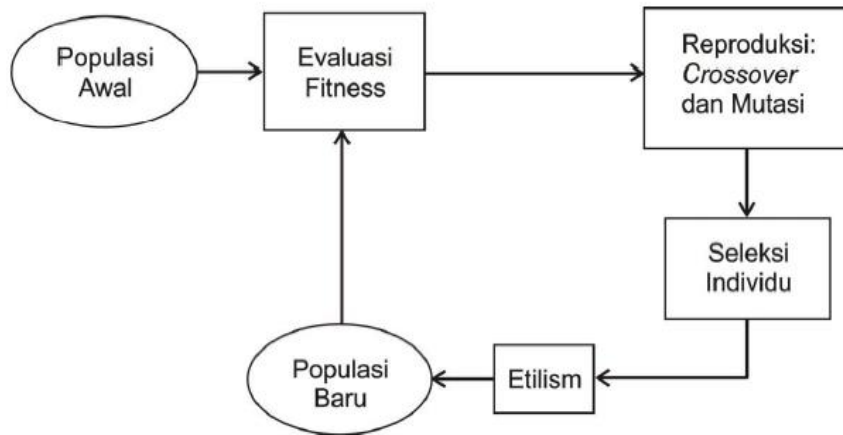 Populasi
Awal
Evaluasi
Fitness
Reproduksi:
Crossover
dan Mutasi
Seleksi
Individu
Etilism
Populasi
Baru